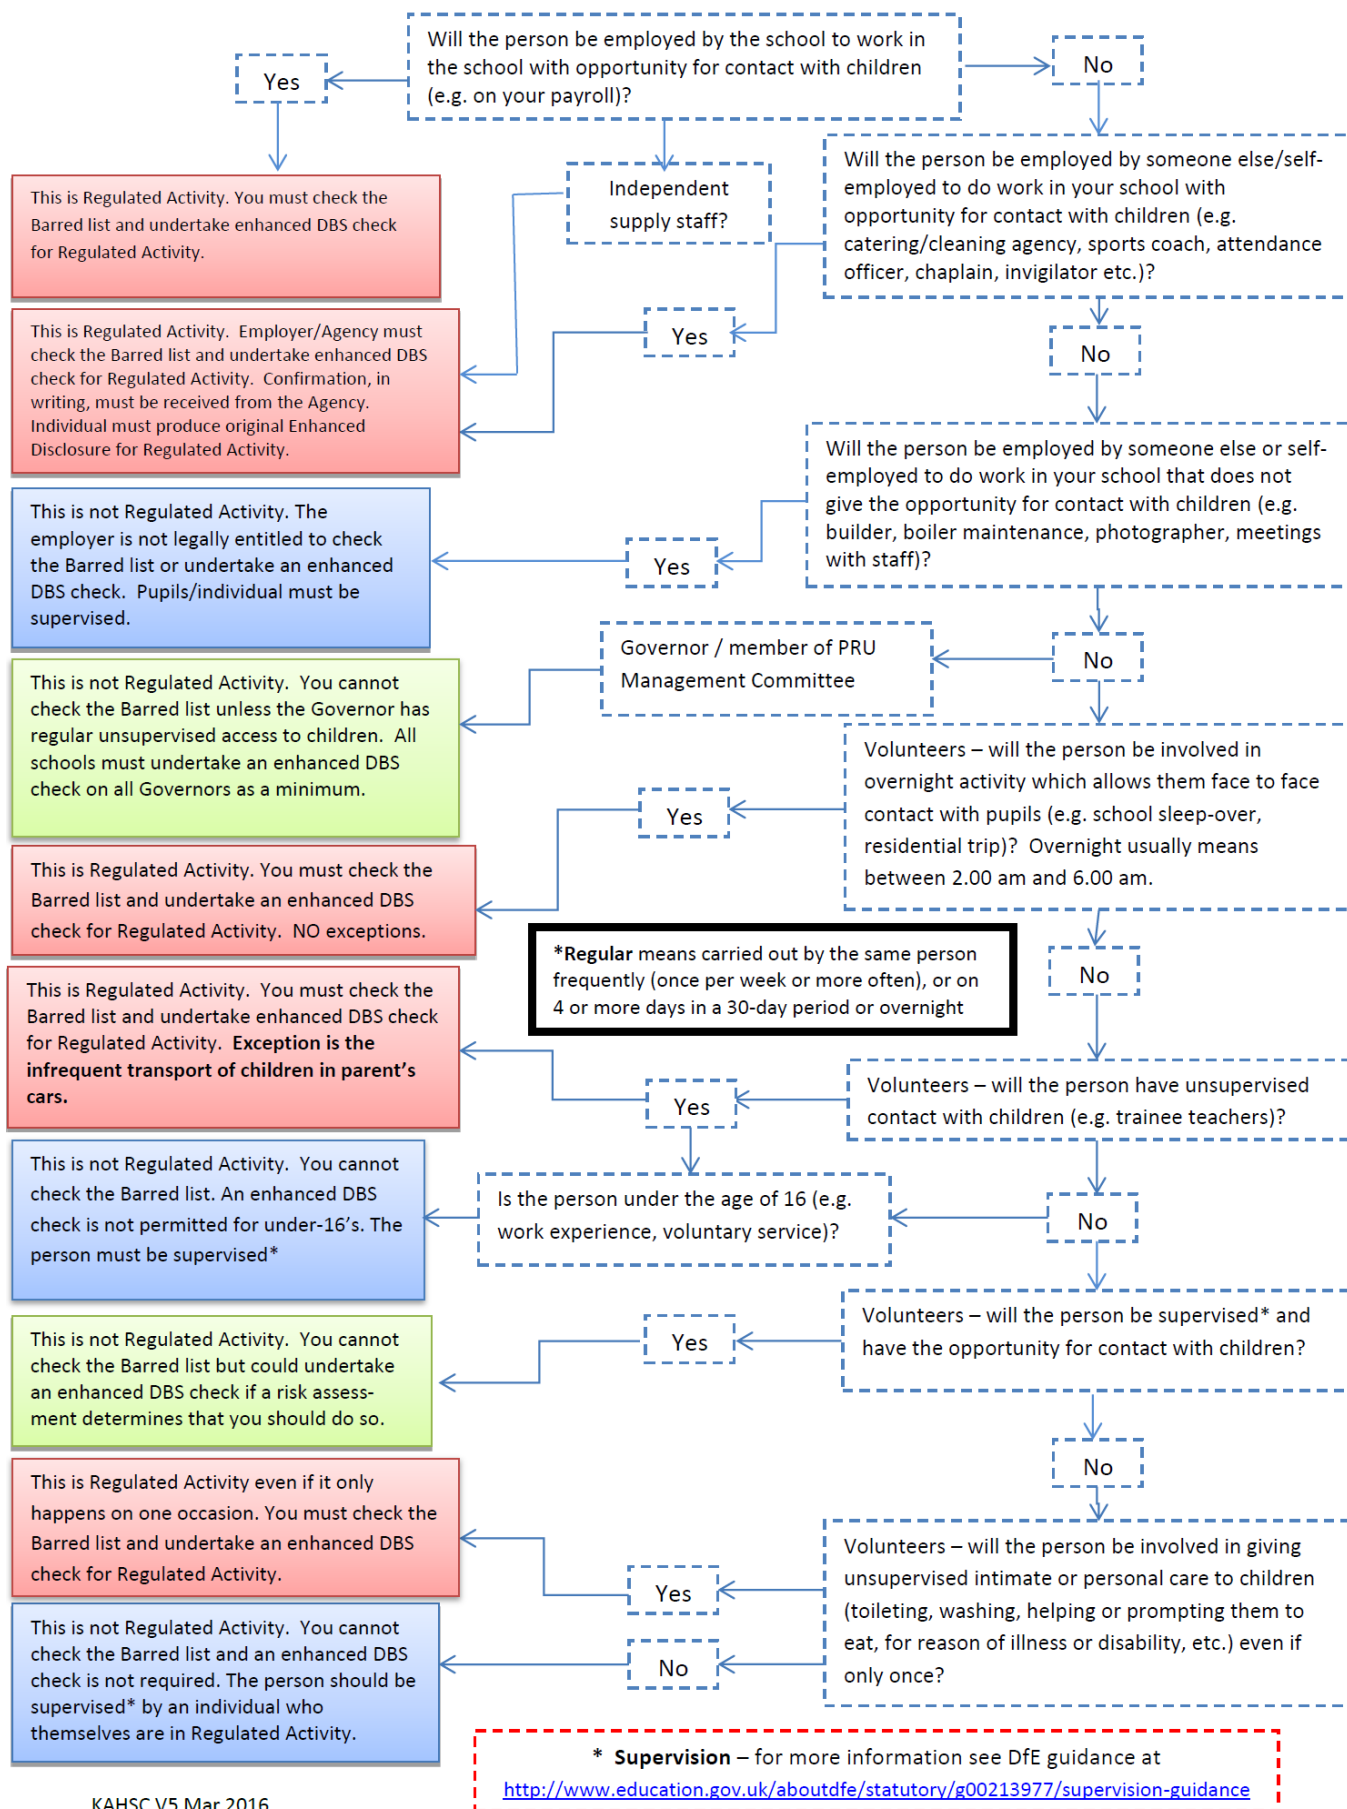 Will the person be employed by the school to work in
the school with opportunity for contact with children
(e.g. on your payroll)?
Yes
No
This is Regulated Activity. You must check the
Barred list and undertake enhanced DBS check
for Regulated Activity.
Independent
supply staff?
Will the person be employed by someone else/self-
employed to do work in your school with
opportunity for contact with children (e.g.
catering/cleaning agency, sports coach, attendance
officer, chaplain, invigilator etc.)?
This is Regulated Activity.  Employer/Agency must
check the Barred list and undertake enhanced DBS
check for Regulated Activity.  Confirmation, in
writing, must be received from the Agency.
Individual must produce original Enhanced
Disclosure for Regulated Activity.
Yes
No
Will the person be employed by someone else or self-
employed to do work in your school that does not
give the opportunity for contact with children (e.g.
builder, boiler maintenance, photographer, meetings
with staff)?
This is not Regulated Activity. The
employer is not legally entitled to check
the Barred list or undertake an enhanced
DBS check.  Pupils/individual must be
supervised.
Yes
No
Governor / member of PRU
Management Committee
This is not Regulated Activity.  You cannot
check the Barred list unless the Governor has
regular unsupervised access to children.  All
schools must undertake an enhanced DBS
check on all Governors as a minimum.
Volunteers – will the person be involved in
overnight activity which allows them face to face
contact with pupils (e.g. school sleep-over,
residential trip)?  Overnight usually means
between 2.00 am and 6.00 am.
Yes
This is Regulated Activity. You must check the
Barred list and undertake an enhanced DBS
check for Regulated Activity.  NO exceptions.
*Regular means carried out by the same person
frequently (once per week or more often), or on
4 or more days in a 30-day period or overnight
No
This is Regulated Activity.  You must check the
Barred list and undertake enhanced DBS check
for Regulated Activity.  Exception is the
infrequent transport of children in parent's
cars.
Yes
Volunteers – will the person have unsupervised
contact with children (e.g. trainee teachers)?
This is not Regulated Activity.  You cannot
check the Barred list. An enhanced DBS
check is not permitted for under-16's. The
person must be supervised*
Is the person under the age of 16 (e.g.
work experience, voluntary service)?
No
Volunteers – will the person be supervised* and
have the opportunity for contact with children?
Yes
This is not Regulated Activity.  You cannot
check the Barred list but could undertake
an enhanced DBS check if a risk assess-
ment determines that you should do so.
No
This is Regulated Activity even if it only
happens on one occasion. You must check the
Barred list and undertake an enhanced DBS
check for Regulated Activity.
Volunteers – will the person be involved in giving
unsupervised intimate or personal care to children
(toileting, washing, helping or prompting them to
eat, for reason of illness or disability, etc.) even if
only once?
Yes
No
This is not Regulated Activity.  You cannot
check the Barred list and an enhanced DBS
check is not required. The person should be
supervised* by an individual who
themselves are in Regulated Activity.
* Supervision – for more information see DfE guidance at
http://www.education.gov.uk/aboutdfe/statutory/g00213977/supervision-guidance
KAHSC V5 Mar 2016